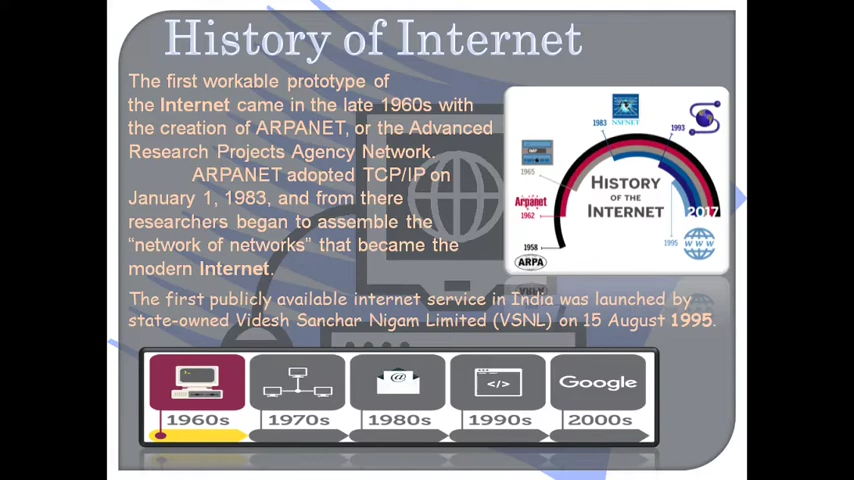 History of Internet
The first workable prototype of
the Internet came in the late 1960s with
the creation of ARPANET, or the Advanced
Research Projects Agency Network.
ARPANET adopted TCP/IP on
January 1, 1983, and from there
researchers began to assemble the
“network of networks” that became the
modern Internet.
1983
NSFNET
1993
IMP
1965
HISTORY
OF THE
INTERNET
Arpanet
1962
2017
1958
1995
WWW
ARPA
The first publicly available internet service in India was launched by
state-owned Videsh Sanchar Nigam Limited (VSNL) on 15 August 1995.
>_
@
</>
Google
1960s
1970s
1980s
1990s
2000s